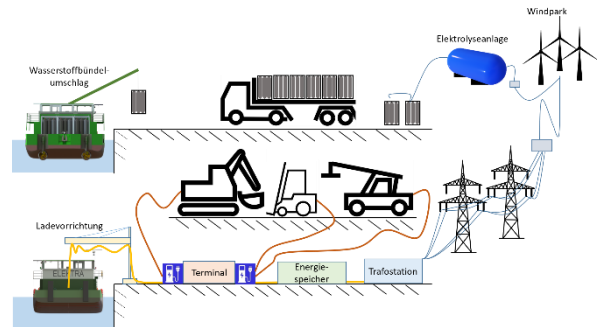 Windpark
Elektrolyseanlage
Wasserstoffbündel-
umschlag
Ladevorrichtung
ELEKTRA
Terminal
Energie-
speicher
Trafostation